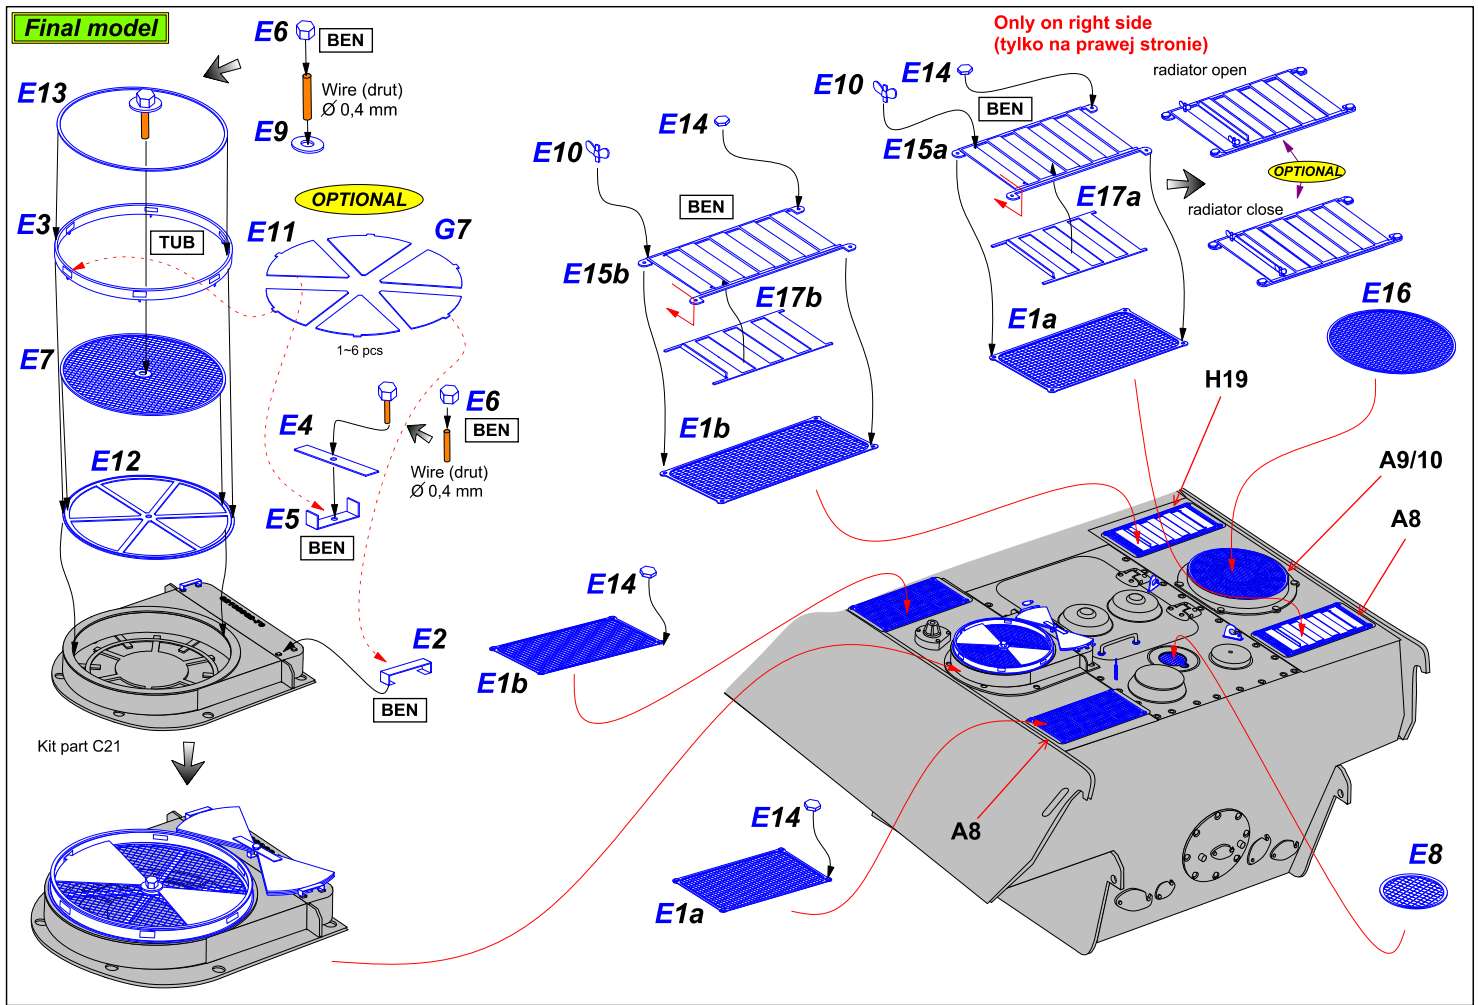 Final model
E6
BEN
Wire (drut)
Ø 0,4 mm
E9
E13
E3
TUB
OPTIONAL
E11
G7
1~6 pcs
E7
E4
E6
BEN
Wire (drut)
Ø 0,4 mm
E12
E5
BEN
E2
BEN
Kit part C21
Only on right side
(tylko na prawej stronie)
E10
E14
BEN
E15b
E17b
E1b
E10
E14
BEN
E15a
E17a
E1a
radiator open
OPTIONAL
radiator close
E16
H19
A9/10
A8
E14
E1b
E14
E1a
A8
E8